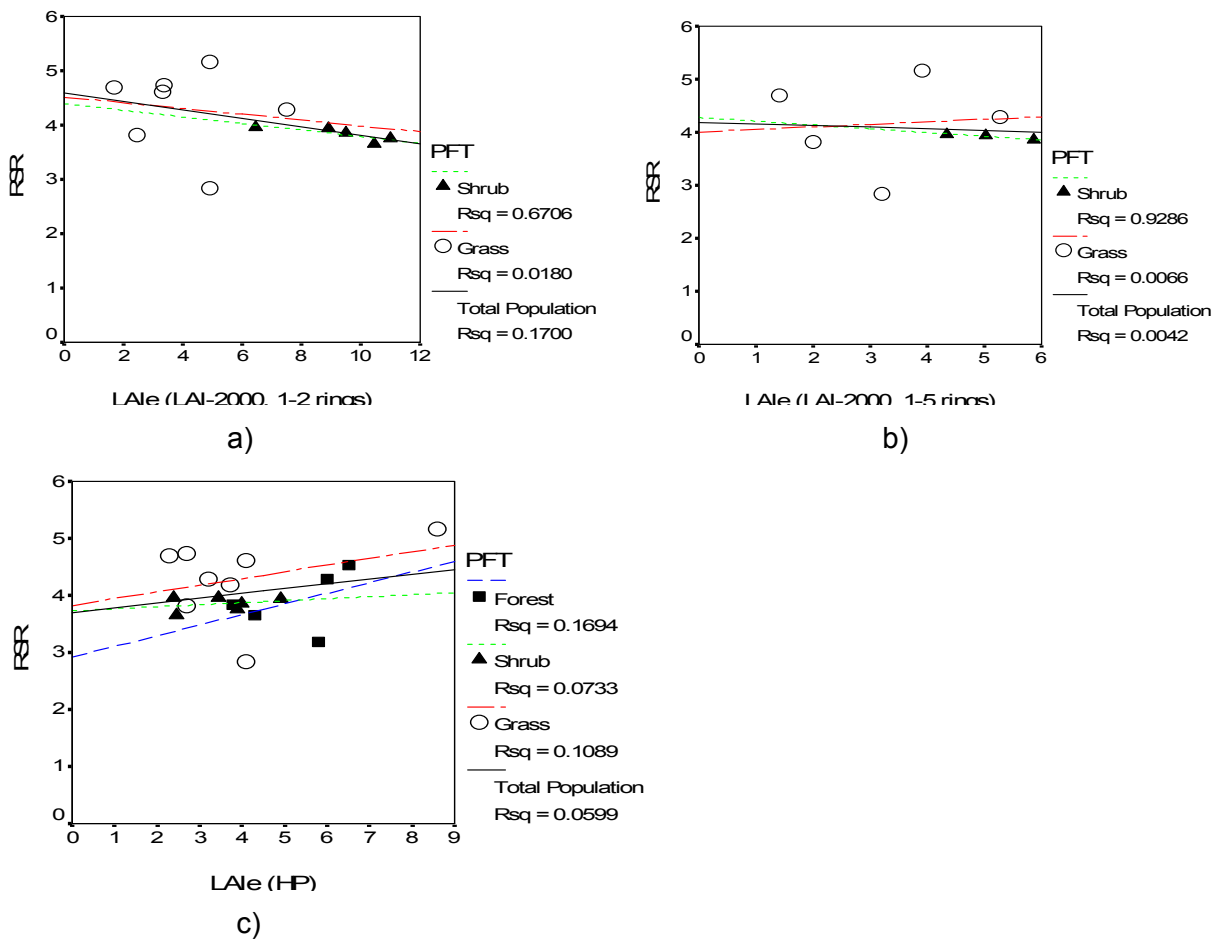 6
5
4
3
2
1
0
RSR
0 2 4 6 8 10 12
LAIe (LAI-2000, 1-2 rings)
PFT
Shrub
Rsq = 0.6706
Grass
Rsq = 0.0180
Total Population
Rsq = 0.1700
a)
6
5
4
3
2
1
0
RSR
0 1 2 3 4 5 6
LAIe (LAI-2000, 1-5 rings)
PFT
Shrub
Rsq = 0.9286
Grass
Rsq = 0.0066
Total Population
Rsq = 0.0042
b)
6
5
4
3
2
1
0
RSR
0 1 2 3 4 5 6 7 8 9
LAIe (HP)
PFT
Forest
Rsq = 0.1694
Shrub
Rsq = 0.0733
Grass
Rsq = 0.1089
Total Population
Rsq = 0.0599
c)